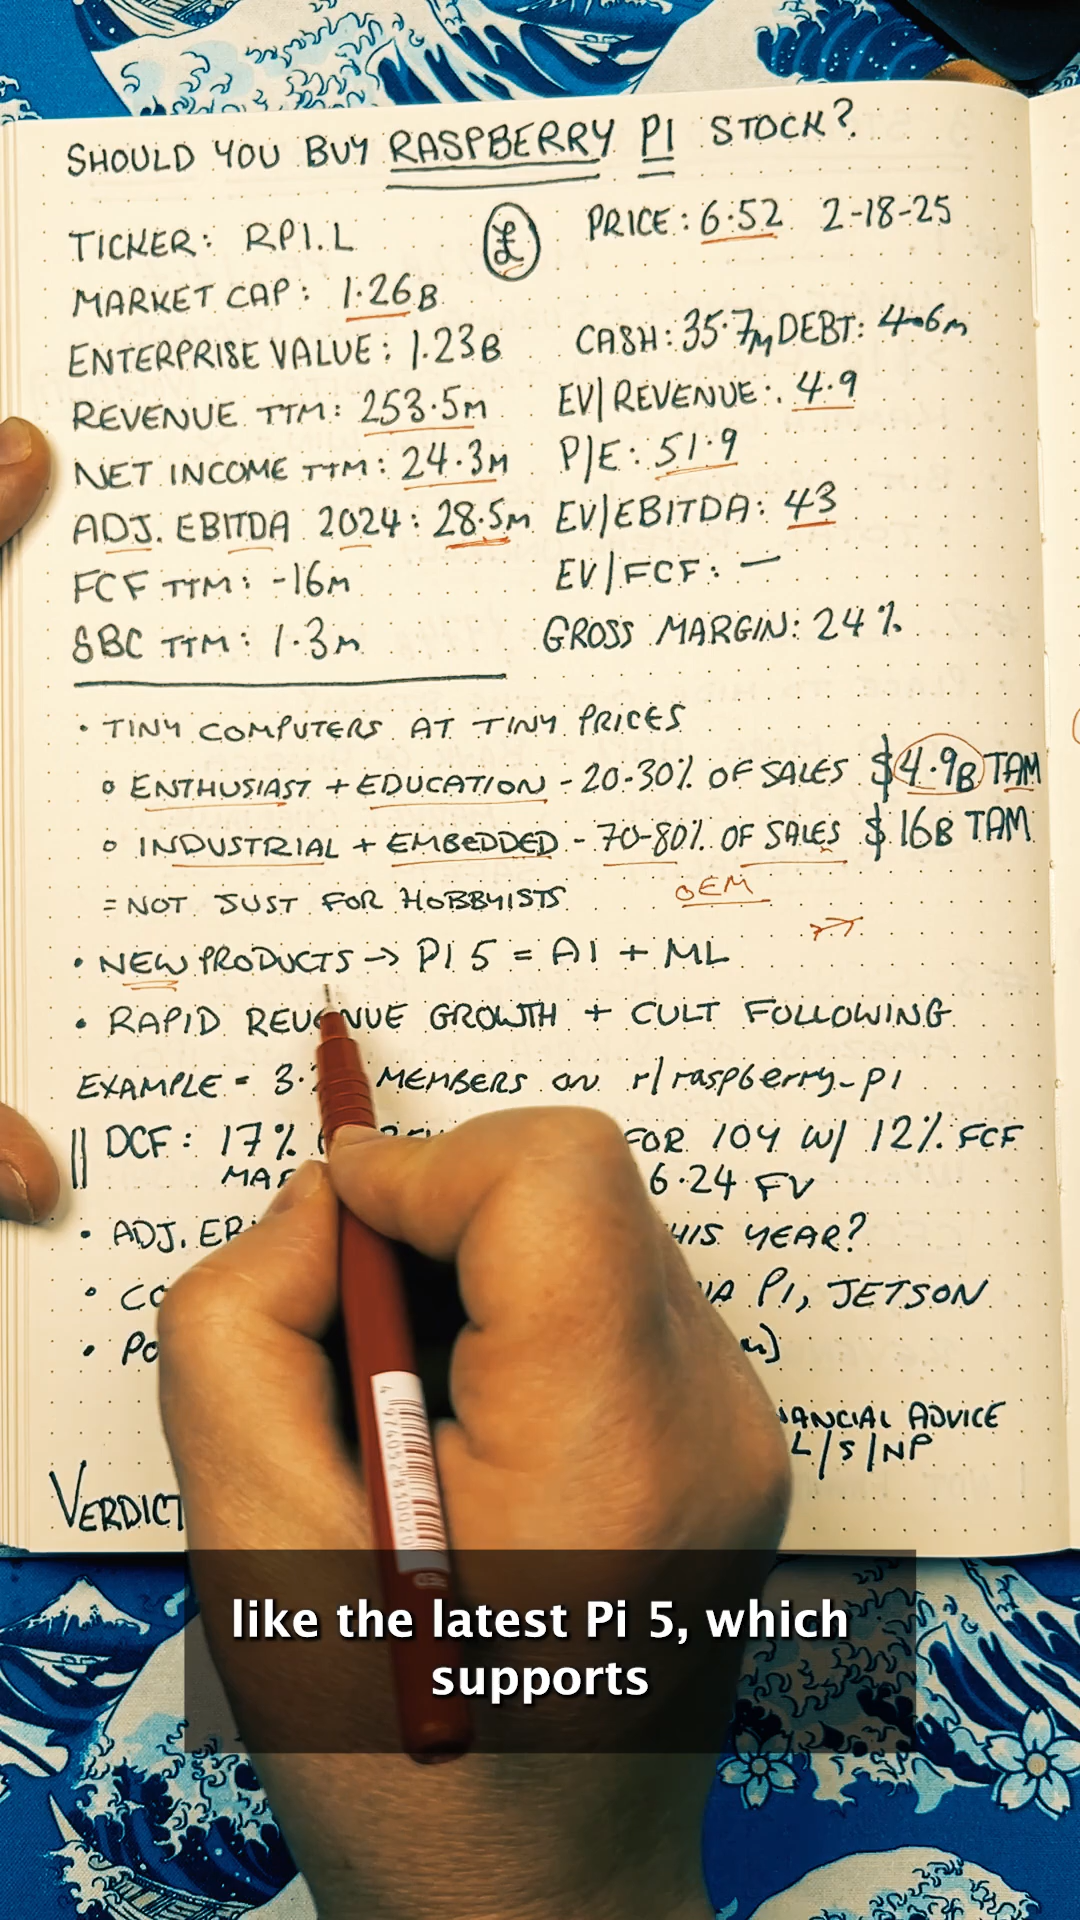 SHOULD YOU BUY RASPBERRY PI STOCK?
TICKER: RPI.L £ PRICE: 6.52 2-18-25
MARKET CAP: 1.26B
ENTERPRISE VALUE: 1.23B CASH: 35.7M DEBT: 4.6M
REVENUE TTM: 253.5M EV/REVENUE: 4.9
NET INCOME TTM: 24.3M P/E: 51.9
ADJ. EBITDA 2024: 28.5M EV/EBITDA: 43
FCF TTM: -16M EV/FCF: —
SBC TTM: 1.3M GROSS MARGIN: 24%
• TINY COMPUTERS AT TINY PRICES
o ENTHUSIAST + EDUCATION - 20-30% OF SALES $4.9B TAM
o INDUSTRIAL + EMBEDDED - 70-80% OF SALES $16B TAM
OEM
= NOT JUST FOR HOBBYISTS
• NEW PRODUCTS → PI 5 = AI + ML
• RAPID REVENUE GROWTH + CULT FOLLOWING
EXAMPLE = 3. MEMBERS on r/raspberry_pi
DCF: 17% FOR 10Y W/ 12% FCF
6.24 FV
• ADJ. THIS YEAR?
• PI, JETSON
•
FINANCIAL ADVICE
L/S/NP
VERDICT
like the latest Pi 5, which
supports